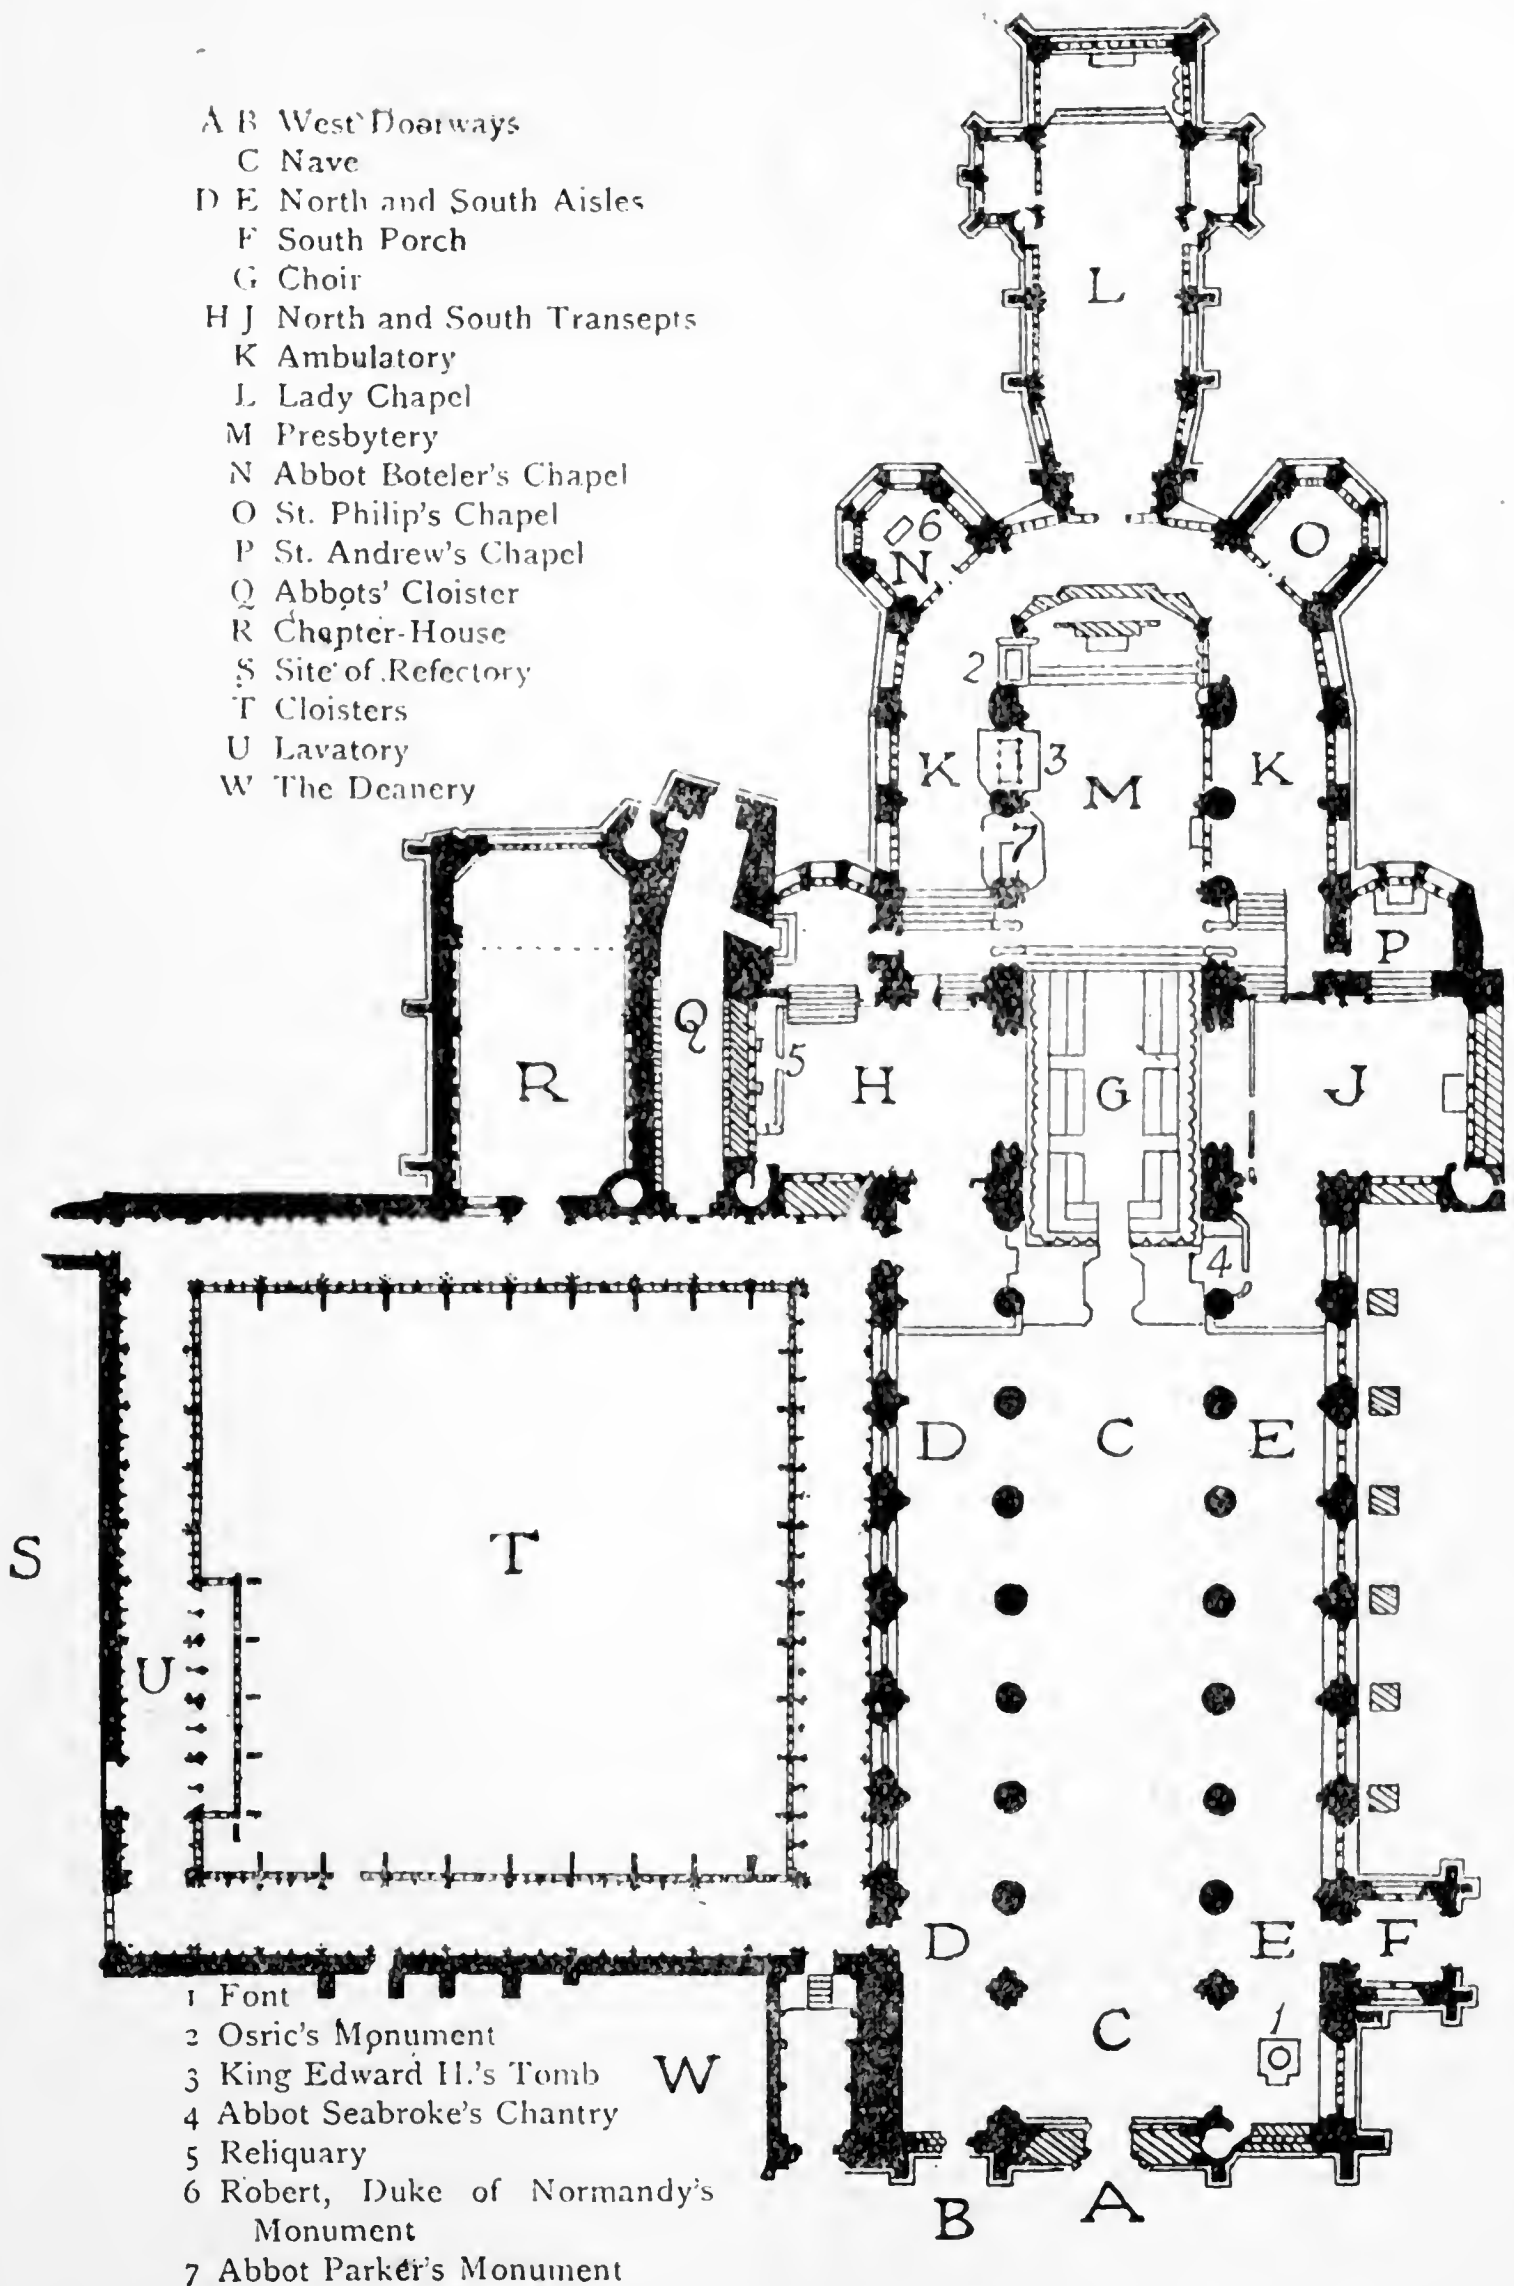 A B West Doorways
C Nave
D E North and South Aisles
F South Porch
G Choir
H J North and South Transepts
K Ambulatory
L Lady Chapel
M Presbytery
N Abbot Boteler's Chapel
O St. Philip's Chapel
P St. Andrew's Chapel
Q Abbots' Cloister
R Chapter-House
S Site of Refectory
T Cloisters
U Lavatory
W The Deanery
L
6
N
O
2
K
3
M
K
7
P
Q
5
R
H
G
J
4
D
C
E
S
T
U
D
E
F
C
1
W
B
A
1 Font
2 Osric's Monument
3 King Edward II.'s Tomb
4 Abbot Seabroke's Chantry
5 Reliquary
6 Robert, Duke of Normandy's
Monument
7 Abbot Parker's Monument